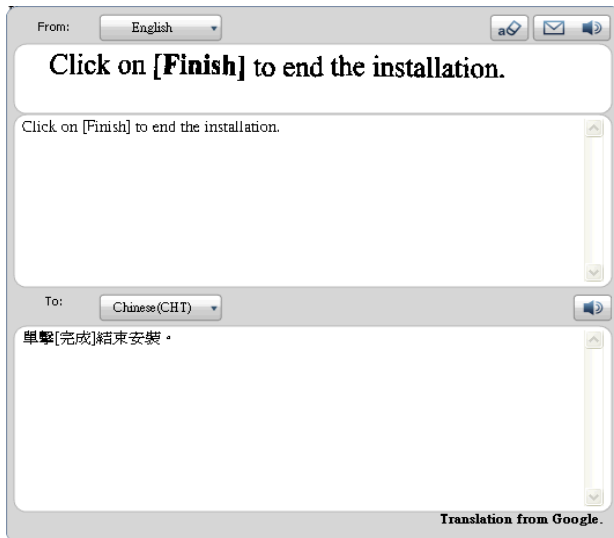 From: English
Click on [Finish] to end the installation.
Click on [Finish] to end the installation.
To: Chinese(CHT)
單擊[完成]結束安裝。
Translation from Google.